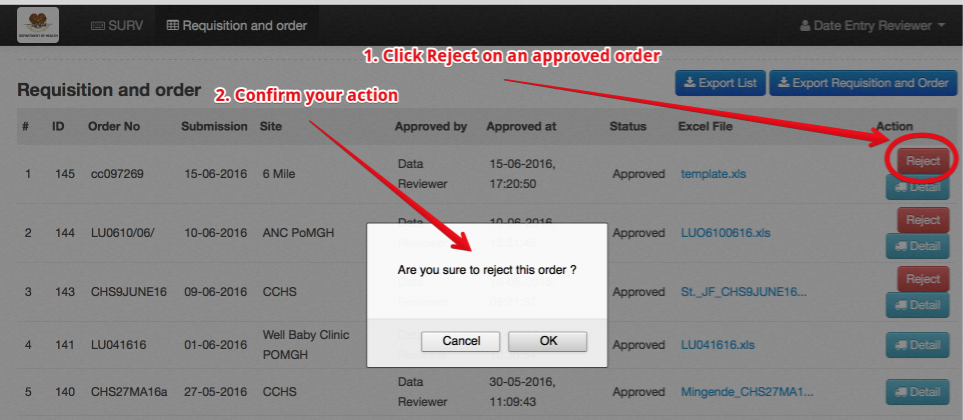 DEPARTMENT OF HEALTH
SURV
Requisition and order
Date Entry Reviewer
1. Click Reject on an approved order
Requisition and order
Export List
Export Requisition and Order
2. Confirm your action
# ID Order No Submission Site Approved by Approved at Status Excel File Action
1 145 cc097269 15-06-2016 6 Mile Data Reviewer 15-06-2016, 17:20:50 Approved template.xls Reject Detail
2 144 LU0610/06/ 10-06-2016 ANC PoMGH Data 10-06-2016 Approved LUO6100616.xls Reject Detail
3 143 CHS9JUNE16 09-06-2016 CCHS Approved St._JF_CHS9JUNE16... Reject Detail
4 141 LU041616 01-06-2016 Well Baby Clinic POMGH Approved LU041616.xls Detail
5 140 CHS27MA16a 27-05-2016 CCHS Data Reviewer 30-05-2016, 11:09:43 Approved Mingende_CHS27MA1... Detail
Are you sure to reject this order ?
Cancel
OK